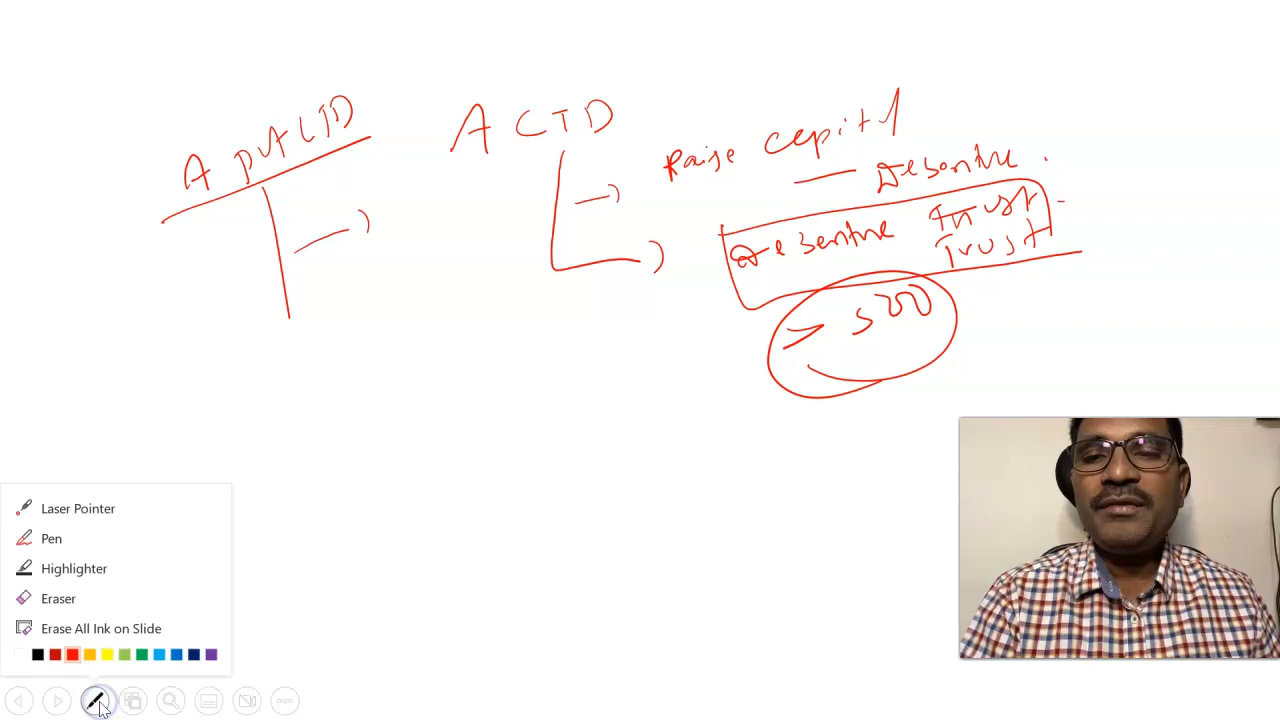 A PVT LTD
A LTD
Raise capital
— Debenture .
Debenture Trust .
Trust
> 500
Laser Pointer
Pen
Highlighter
Eraser
Erase All Ink on Slide